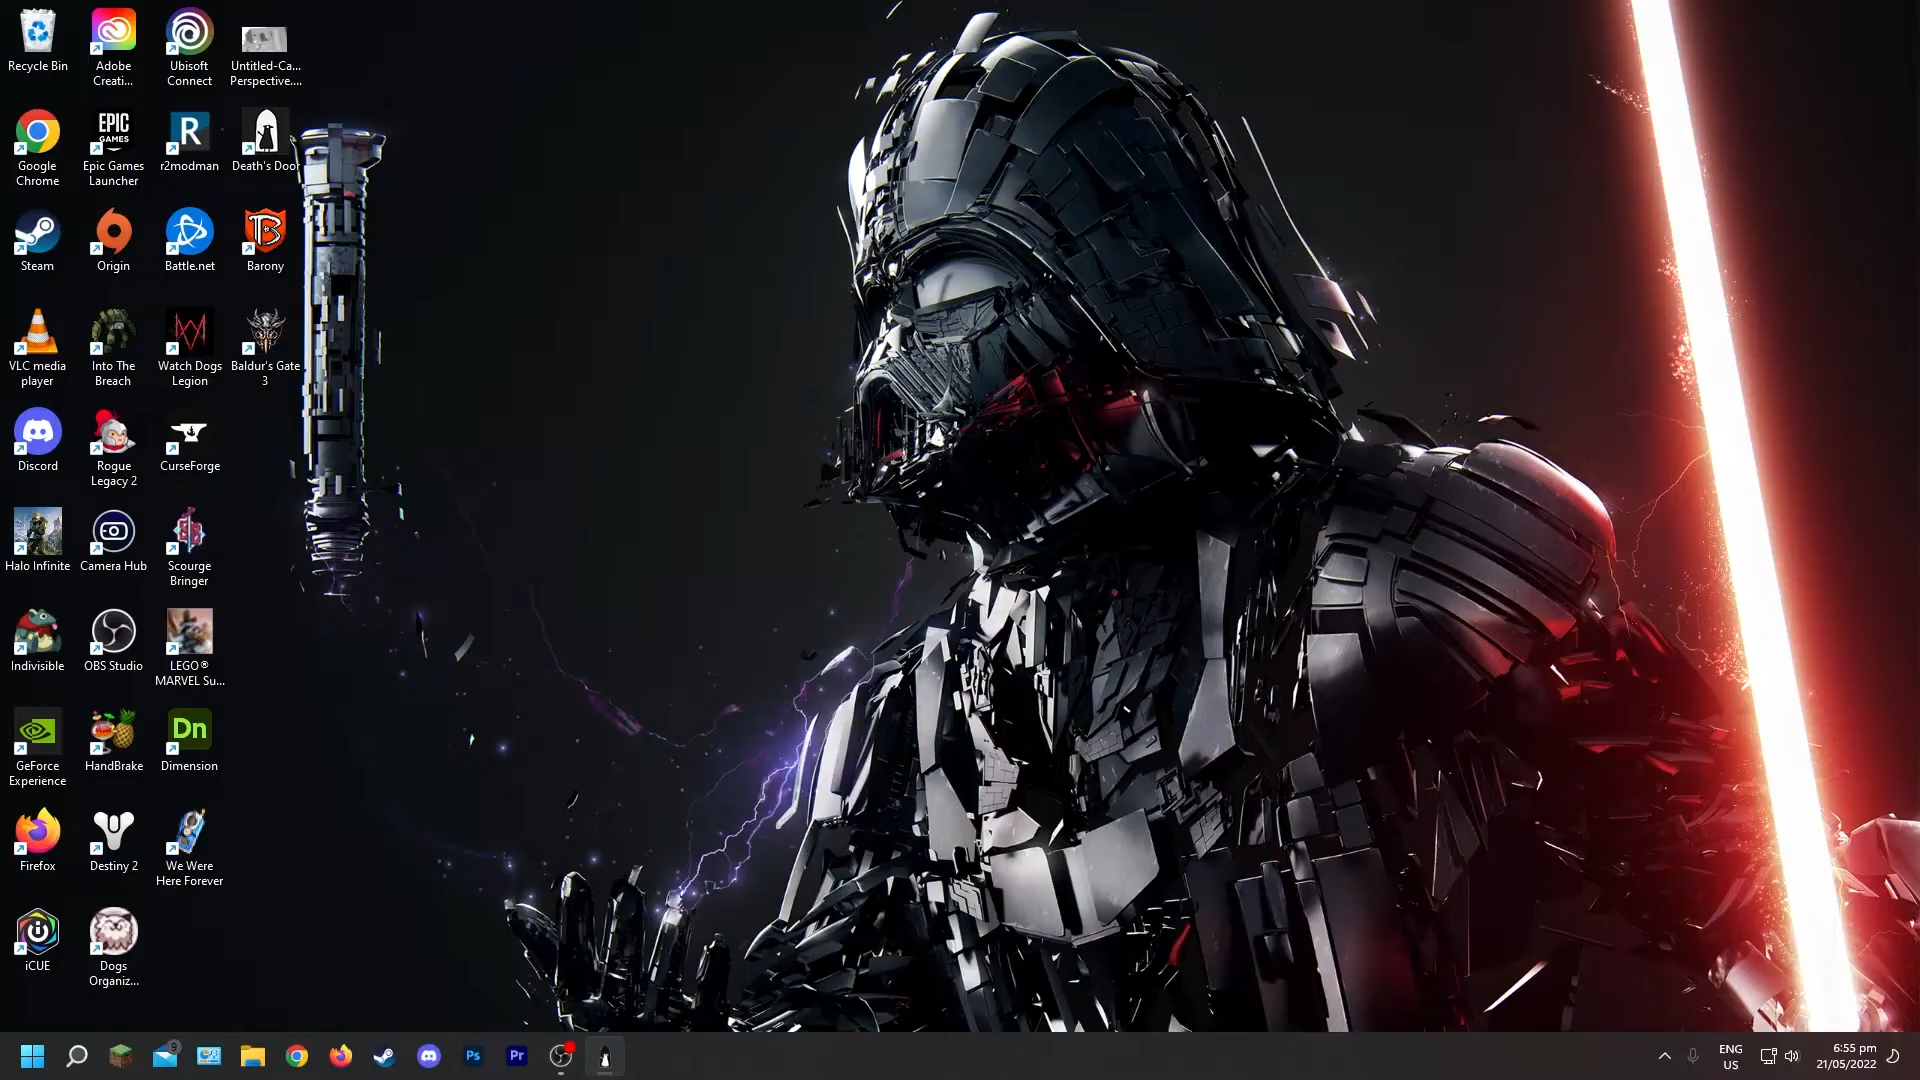 Recycle Bin
Adobe
Creati...
Ubisoft
Connect
Untitled-Ca...
Perspective....
Google
Chrome
EPIC
GAMES
Epic Games
Launcher
R
r2modman
Death's Door
Steam
Origin
Battle.net
B
Barony
VLC media
player
Into The
Breach
Watch Dogs
Legion
Baldur's Gate
3
Discord
Rogue
Legacy 2
CurseForge
Halo Infinite
Camera Hub
Scourge
Bringer
Indivisible
OBS Studio
LEGO®
MARVEL Su...
GeForce
Experience
HandBrake
Dn
Dimension
Firefox
Destiny 2
We Were
Here Forever
iCUE
Dogs
Organiz...
9
Ps
Pr
ENG
US
6:55 pm
21/05/2022